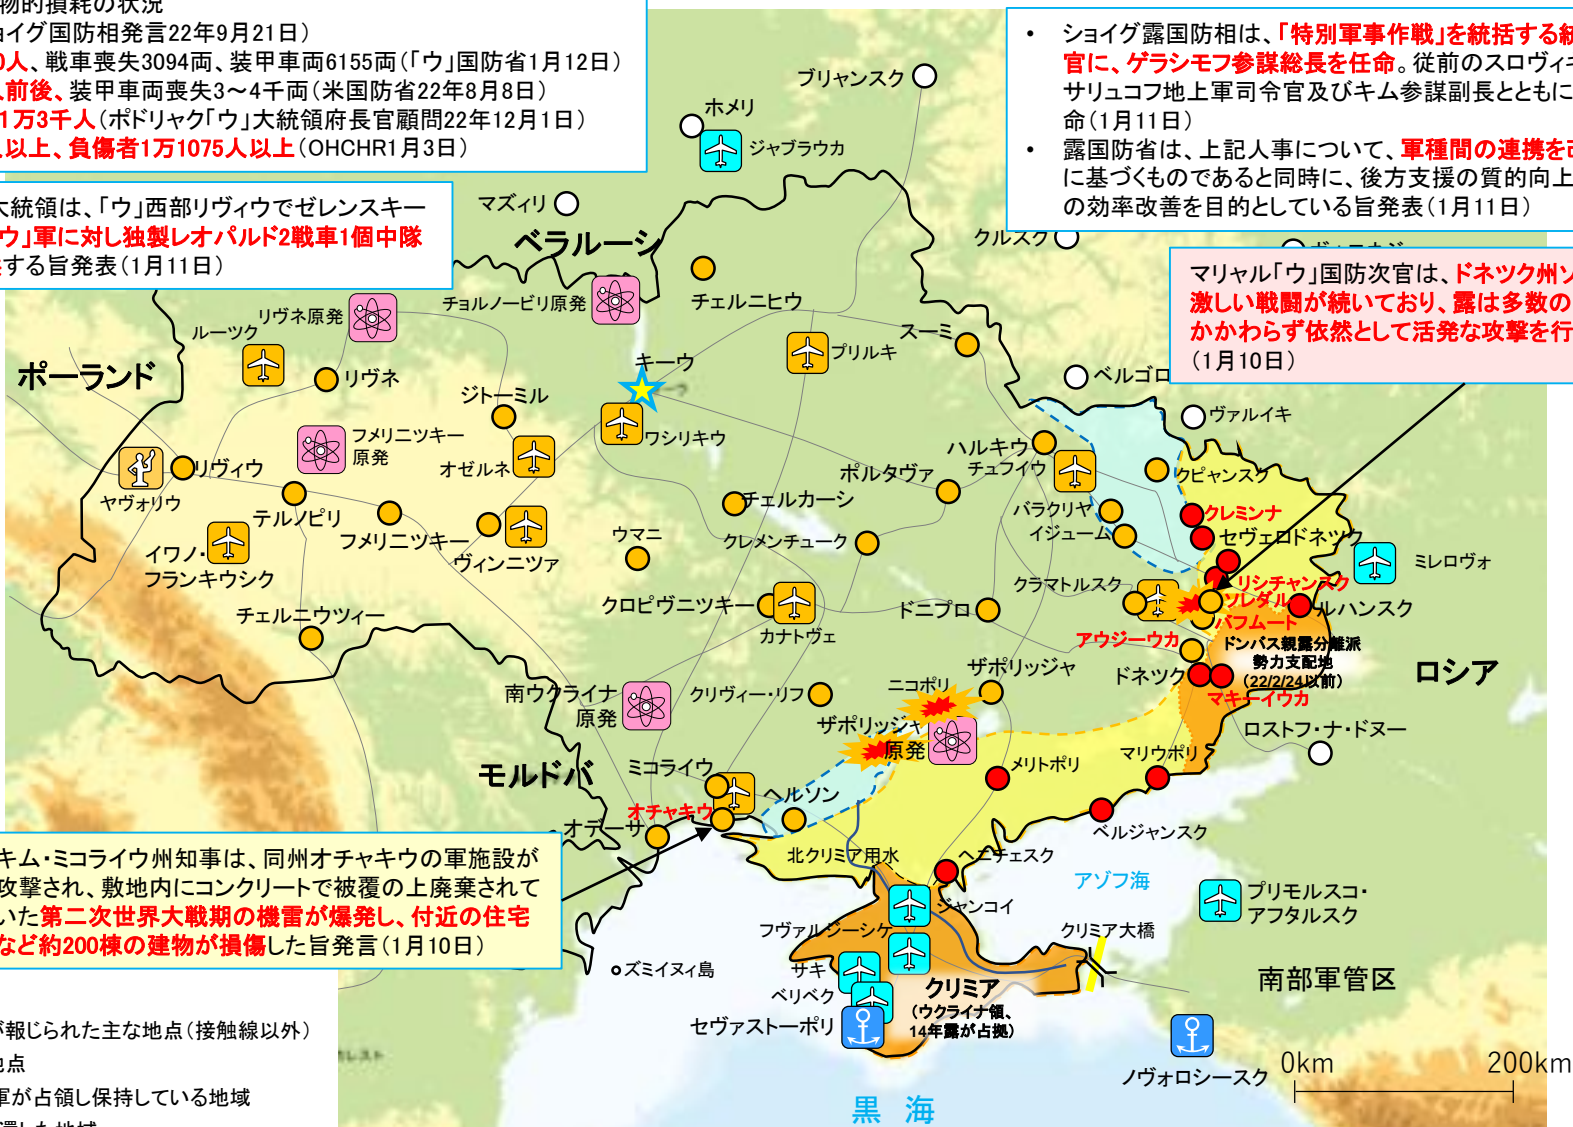 物的損耗の状況
ョイグ国防相発言22年9月21日）
0人、戦車喪失3094両、装甲車両6155両（「ウ」国防省1月12日）
人前後、装甲車両喪失3～4千両（米国防省22年8月8日）
1万3千人（ポドリャク「ウ」大統領府長官顧問22年12月1日）
以上、負傷者1万1075人以上（OHCHR1月3日）
大統領は、「ウ」西部リヴィウでゼレンスキー
ウ」軍に対し独製レオパルド2戦車1個中隊
する旨発表（1月11日）
• ショイグ露国防相は、「特別軍事作戦」を統括する統
官に、ゲラシモフ参謀総長を任命。従前のスロヴィキ
サリュコフ地上軍司令官及びキム参謀副長とともに
命（1月11日）
• 露国防省は、上記人事について、軍種間の連携を改
に基づくものであると同時に、後方支援の質的向上
の効率改善を目的としている旨発表（1月11日）
マリャル「ウ」国防次官は、ドネツク州ソ
激しい戦闘が続いており、露は多数の
かかわらず依然として活発な攻撃を行
（1月10日）
ブリャンスク
ホメリ
ジャブラウカ
マズィリ
ベラルーシ
クルスク
チョルノービリ原発
チェルニヒウ
リヴネ原発
ルーツク
スーミ
プリルキ
キーウ
ポーランド
リヴネ
ジトーミル
ベルゴロ
ヴァルイキ
フメリニツキー
原発
ワシリキウ
ハルキウ
チュフイウ
オゼルネ
リヴィウ
ヤヴォリウ
ポルタヴァ
クピャンスク
テルノピリ
フメリニツキー
チェルカーシ
バラクリヤ
イジューム
クレミンナ
セヴェロドネツク
ヴィンニツァ
ウマニ
クレメンチューク
イワノ・
フランキウシク
ミレロヴォ
クラマトルスク
リシチャンスク
ソレダル
ルハンスク
バフムート
チェルニウツィー
クロピヴニツキー
カナトヴェ
ドニプロ
アウジーウカ
ドンバス親露分離派
勢力支配地
（22/2/24以前）
ロシア
ザポリッジャ
ドネツク
マキーイウカ
南ウクライナ
原発
クリヴィー・リフ
ニコポリ
ザポリッジャ
原発
ロストフ・ナ・ドヌー
マリウポリ
メリトポリ
モルドバ
ミコライウ
ヘルソン
オチャキウ
オデーサ
ベルジャンスク
キム・ミコライウ州知事は、同州オチャキウの軍施設が
攻撃され、敷地内にコンクリートで被覆の上廃棄されて
いた第二次世界大戦期の機雷が爆発し、付近の住宅
など約200棟の建物が損傷した旨発言（1月10日）
北クリミア用水
ヘニチェスク
アゾフ海
プリモルスコ・
アフタルスク
ジャンコイ
フヴァルジーシケ
クリミア大橋
ズミイヌィ島
サキ
ベリベク
クリミア
（ウクライナ領、
14年露が占拠）
南部軍管区
セヴァストーポリ
ノヴォロシースク
0km 200km
黒 海
が報じられた主な地点（接触線以外）
地点
軍が占領し保持している地域